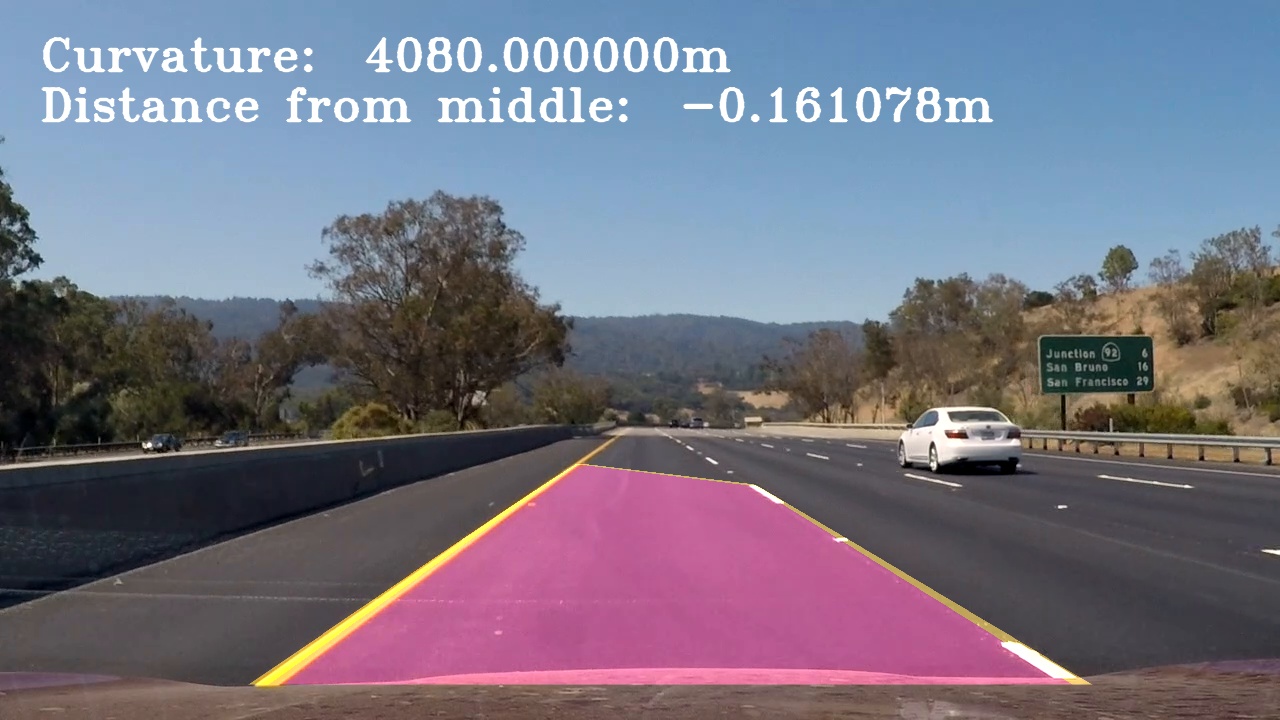 Curvature:  4080.000000m
Distance from middle:  -0.161078m
Junction 92 6
San Bruno 16
San Francisco 29